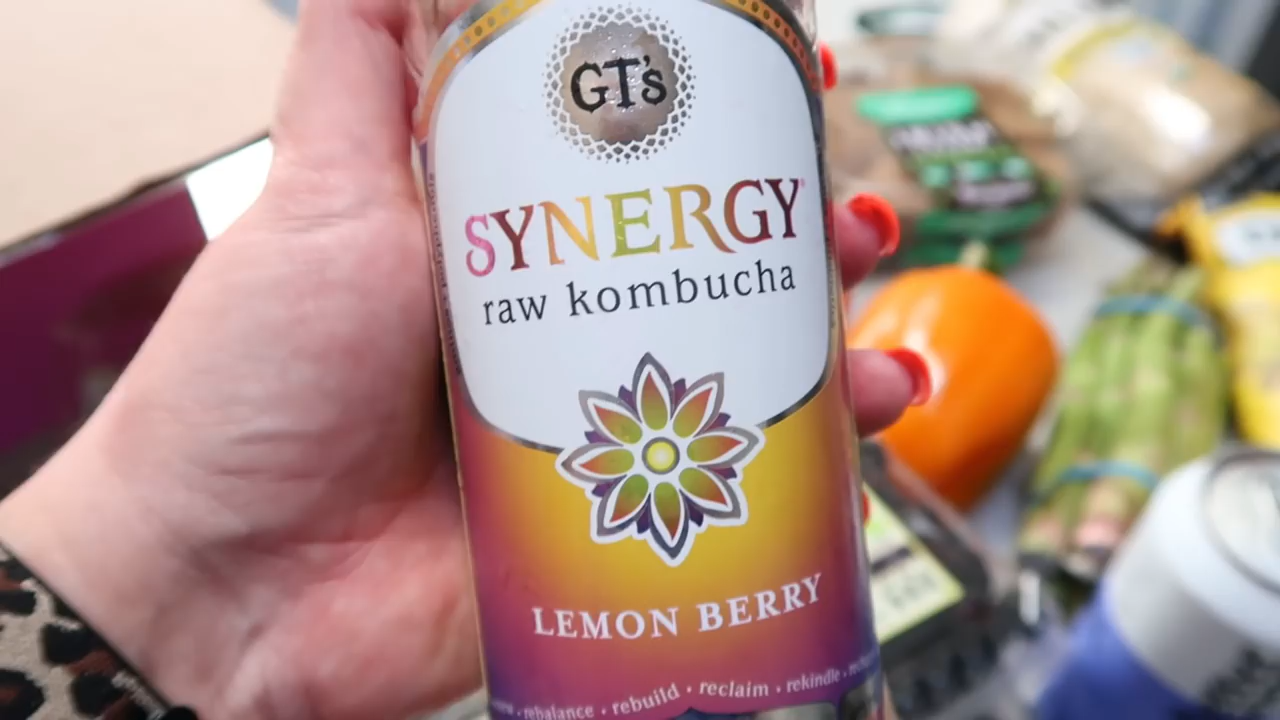 GT's
SYNERGY
raw kombucha
LEMON BERRY
rebalance • rebuild • reclaim • rekindle •